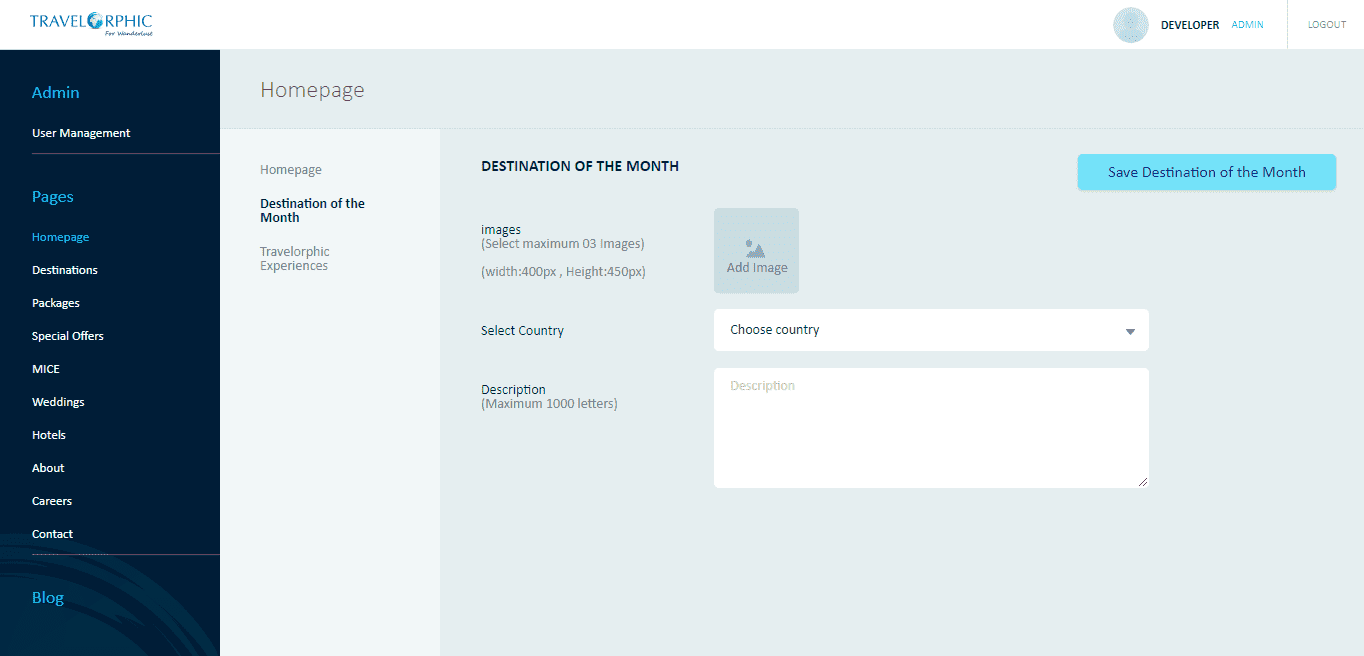 TRAVELORPHIC
For Wanderlust
DEVELOPER ADMIN
LOGOUT
Admin
User Management
Pages
Homepage
Destinations
Packages
Special Offers
MICE
Weddings
Hotels
About
Careers
Contact
Blog
Homepage
Homepage
Destination of the
Month
Travelorphic
Experiences
DESTINATION OF THE MONTH
Save Destination of the Month
images
(Select maximum 03 Images)
(width:400px , Height:450px)
Add Image
Select Country
Choose country
Description
(Maximum 1000 letters)
Description